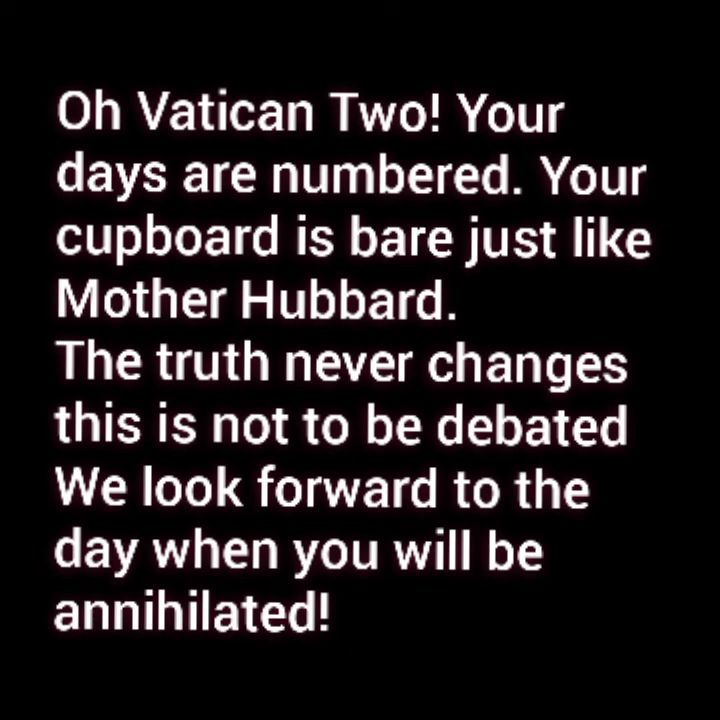 Oh Vatican Two! Your
days are numbered. Your
cupboard is bare just like
Mother Hubbard.
The truth never changes
this is not to be debated
We look forward to the
day when you will be
annihilated!